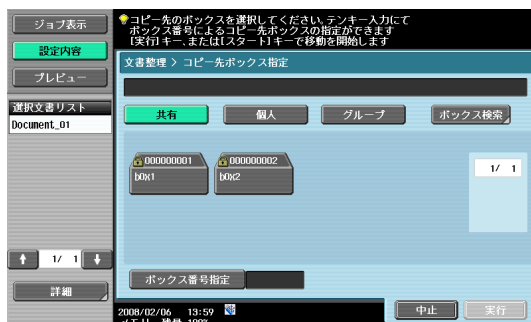 ジョブ表示
設定内容
プレビュー
選択文書リスト
Document_01
1/ 1
詳細
コピー先のボックスを選択してください。テンキー入力にて
ボックス番号によるコピー先ボックスの指定ができます
[実行]キー、または[スタート]キーで移動を開始します
文書整理 > コピー先ボックス指定
共有
個人
グループ
ボックス検索
000000001
box1
000000002
box2
1/ 1
ボックス番号指定
2008/02/06 13:59
メモリー残量 100%
中止
実行